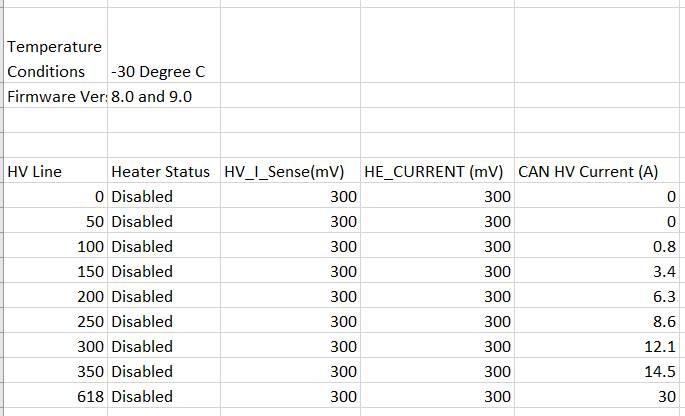 Temperature
Conditions -30 Degree C
Firmware Ver: 8.0 and 9.0
HV Line Heater Status HV_I_Sense(mV) HE_CURRENT (mV) CAN HV Current (A)
0 Disabled 300 300 0
50 Disabled 300 300 0
100 Disabled 300 300 0.8
150 Disabled 300 300 3.4
200 Disabled 300 300 6.3
250 Disabled 300 300 8.6
300 Disabled 300 300 12.1
350 Disabled 300 300 14.5
618 Disabled 300 300 30